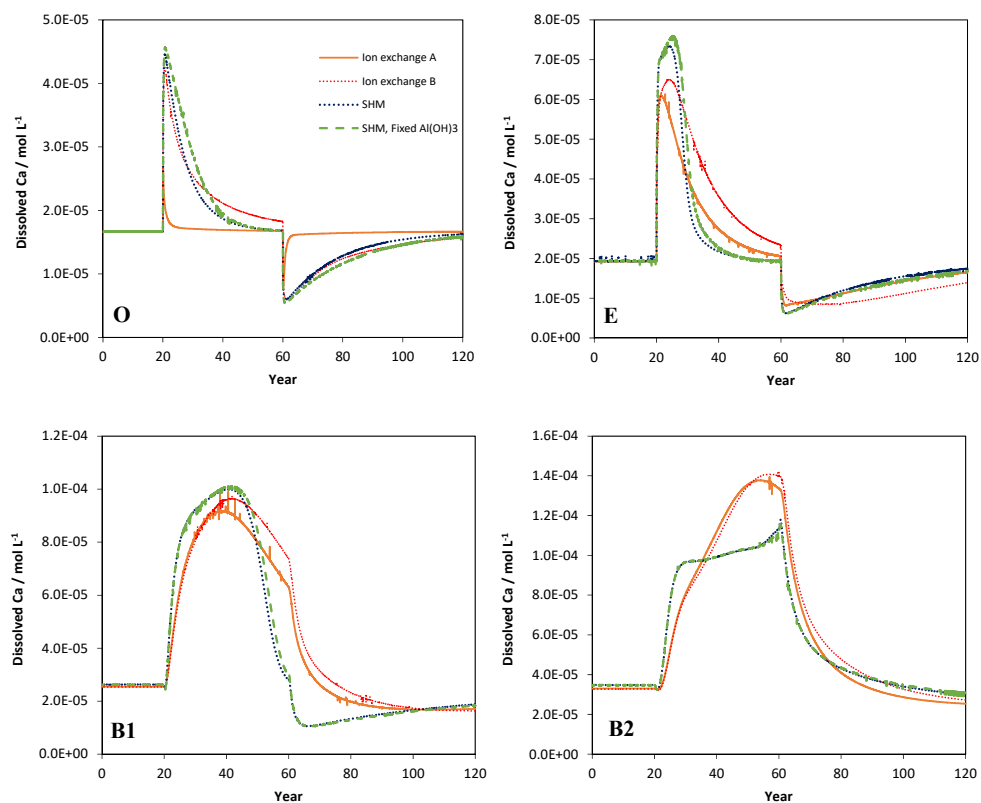 5.0E-05
4.0E-05
3.0E-05
2.0E-05
1.0E-05
0.0E+00
Dissolved Ca / mol L-1
Ion exchange A
Ion exchange B
SHM
SHM, Fixed Al(OH)3
O
0 20 40 60 80 100 120
Year
8.0E-05
7.0E-05
6.0E-05
5.0E-05
4.0E-05
3.0E-05
2.0E-05
1.0E-05
0.0E+00
Dissolved Ca / mol L-1
E
0 20 40 60 80 100 120
Year
1.2E-04
1.0E-04
8.0E-05
6.0E-05
4.0E-05
2.0E-05
0.0E+00
Dissolved Ca / mol L-1
B1
0 20 40 60 80 100 120
Year
1.6E-04
1.4E-04
1.2E-04
1.0E-04
8.0E-05
6.0E-05
4.0E-05
2.0E-05
0.0E+00
Dissolved Ca / mol L-1
B2
0 20 40 60 80 100 120
Year